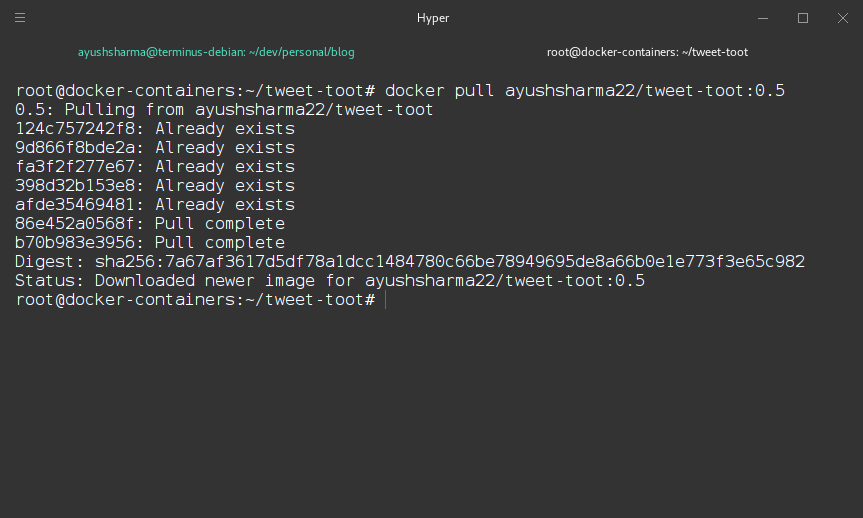 Hyper
ayushsharma@terminus-debian: ~/dev/personal/blog
root@docker-containers: ~/tweet-toot
root@docker-containers:~/tweet-toot# docker pull ayushsharma22/tweet-toot:0.5
0.5: Pulling from ayushsharma22/tweet-toot
124c757242f8: Already exists
9d866f8bde2a: Already exists
fa3f2f277e67: Already exists
398d32b153e8: Already exists
afde35469481: Already exists
86e452a0568f: Pull complete
b70b983e3956: Pull complete
Digest: sha256:7a67af3617d5df78a1dcc1484780c66be78949695de8a66b0e1e773f3e65c982
Status: Downloaded newer image for ayushsharma22/tweet-toot:0.5
root@docker-containers:~/tweet-toot#